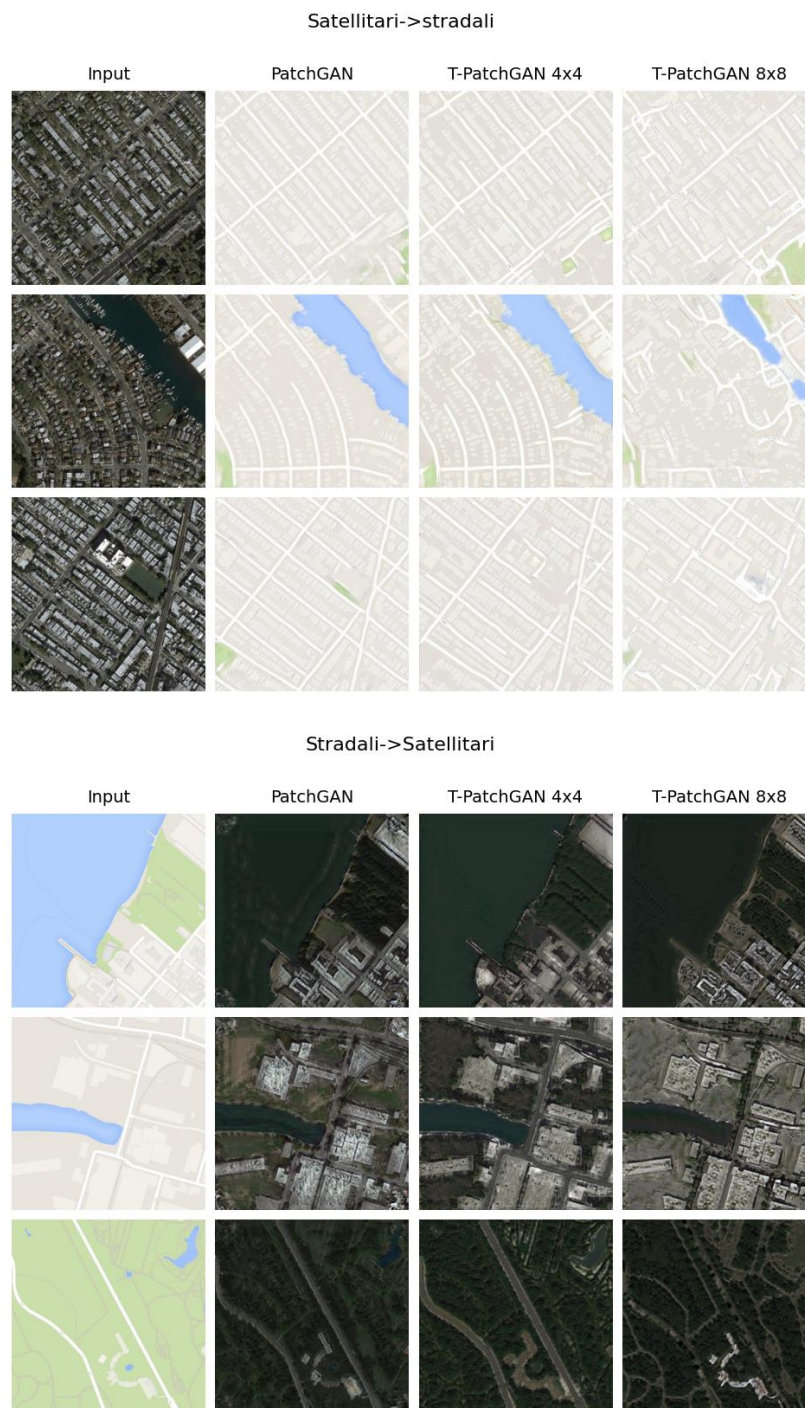 Satellitari->stradali
Input PatchGAN T-PatchGAN 4x4 T-PatchGAN 8x8
Stradali->Satellitari
Input PatchGAN T-PatchGAN 4x4 T-PatchGAN 8x8